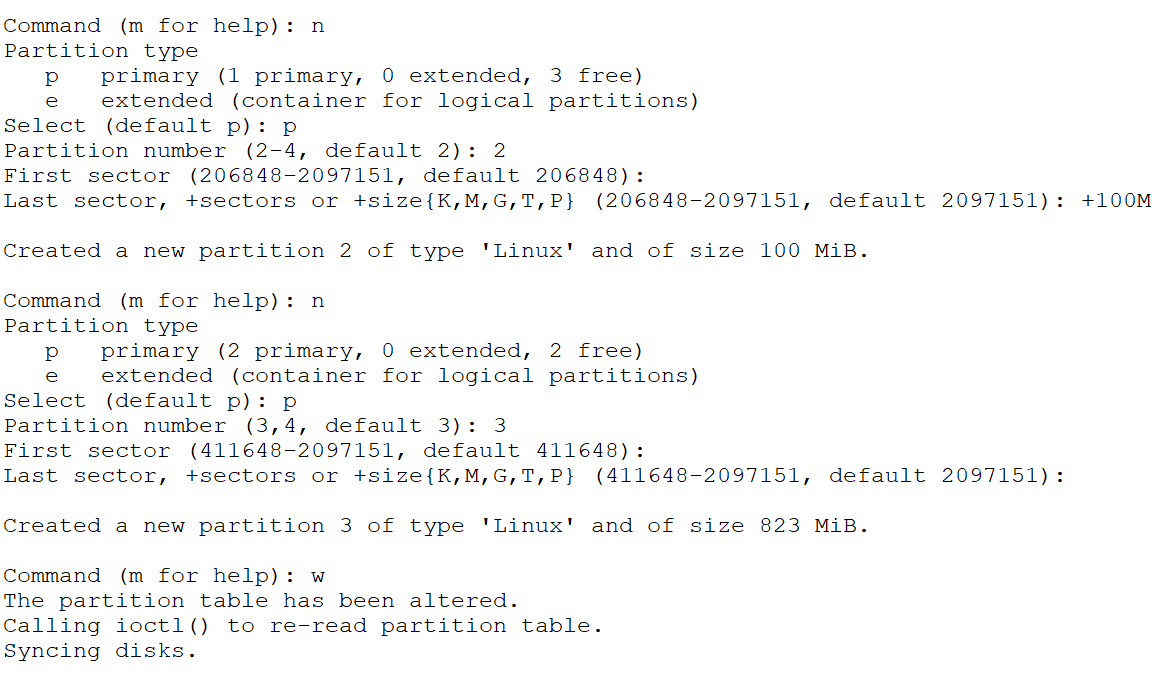 Command (m for help): n
Partition type
   p   primary (1 primary, 0 extended, 3 free)
   e   extended (container for logical partitions)
Select (default p): p
Partition number (2-4, default 2): 2
First sector (206848-2097151, default 206848):
Last sector, +sectors or +size{K,M,G,T,P} (206848-2097151, default 2097151): +100M

Created a new partition 2 of type 'Linux' and of size 100 MiB.

Command (m for help): n
Partition type
   p   primary (2 primary, 0 extended, 2 free)
   e   extended (container for logical partitions)
Select (default p): p
Partition number (3,4, default 3): 3
First sector (411648-2097151, default 411648):
Last sector, +sectors or +size{K,M,G,T,P} (411648-2097151, default 2097151):

Created a new partition 3 of type 'Linux' and of size 823 MiB.

Command (m for help): w
The partition table has been altered.
Calling ioctl() to re-read partition table.
Syncing disks.